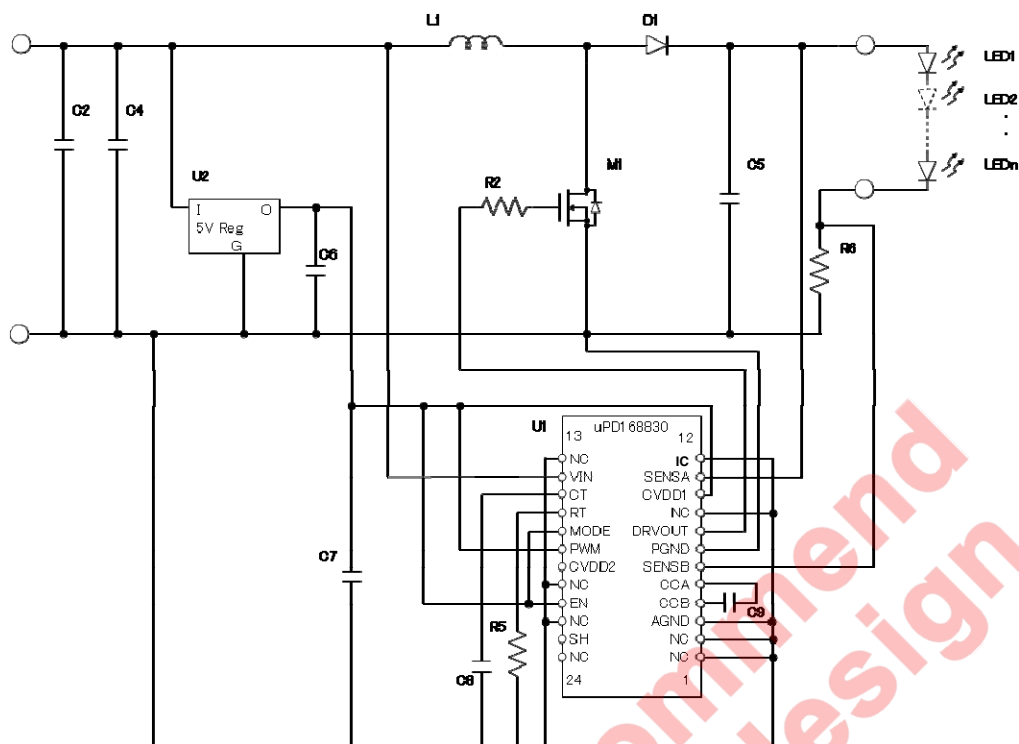 L1
D1
LED1
LED2
LEDn
C2
C4
U2
I
O
5V Reg
G
C6
R2
M1
C5
R6
U1
uPD168830
13
12
NC
IC
VIN
SENSA
CT
CVDD1
RT
NC
MODE
DRVOUT
PWM
PGND
CVDD2
SENSB
NC
CCA
EN
CCB
C9
NC
AGND
SH
NC
NC
NC
24
1
C7
R5
C8
ommend
design